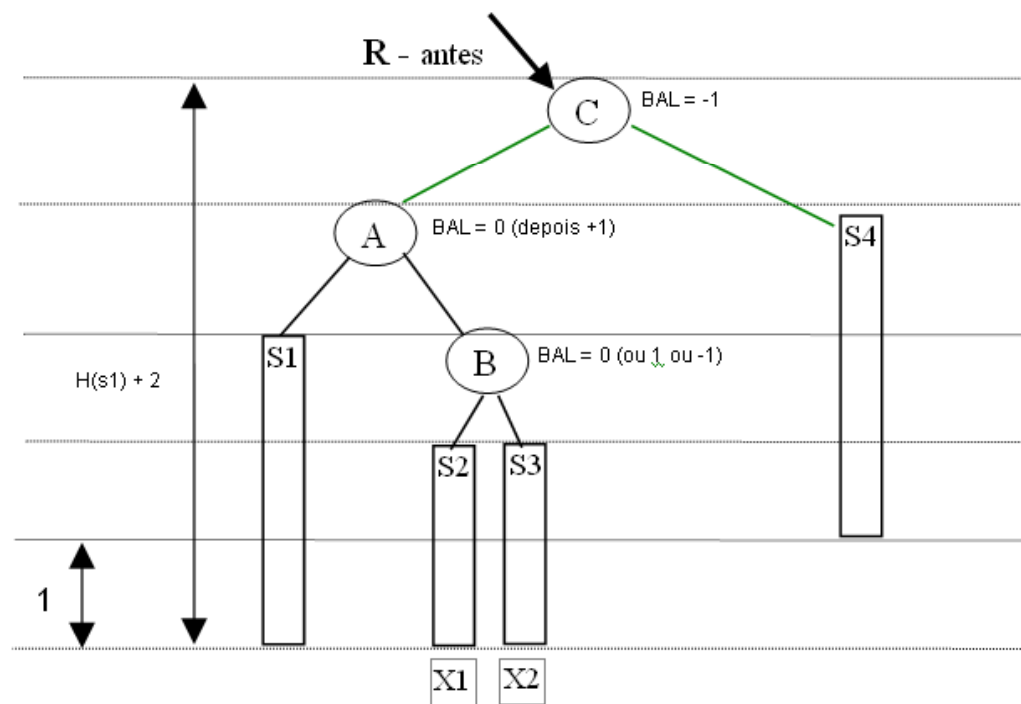 R - antes
C
BAL = -1
A
BAL = 0 (depois +1)
S4
S1
B
BAL = 0 (ou 1 ou -1)
H(s1) + 2
S2
S3
1
X1
X2